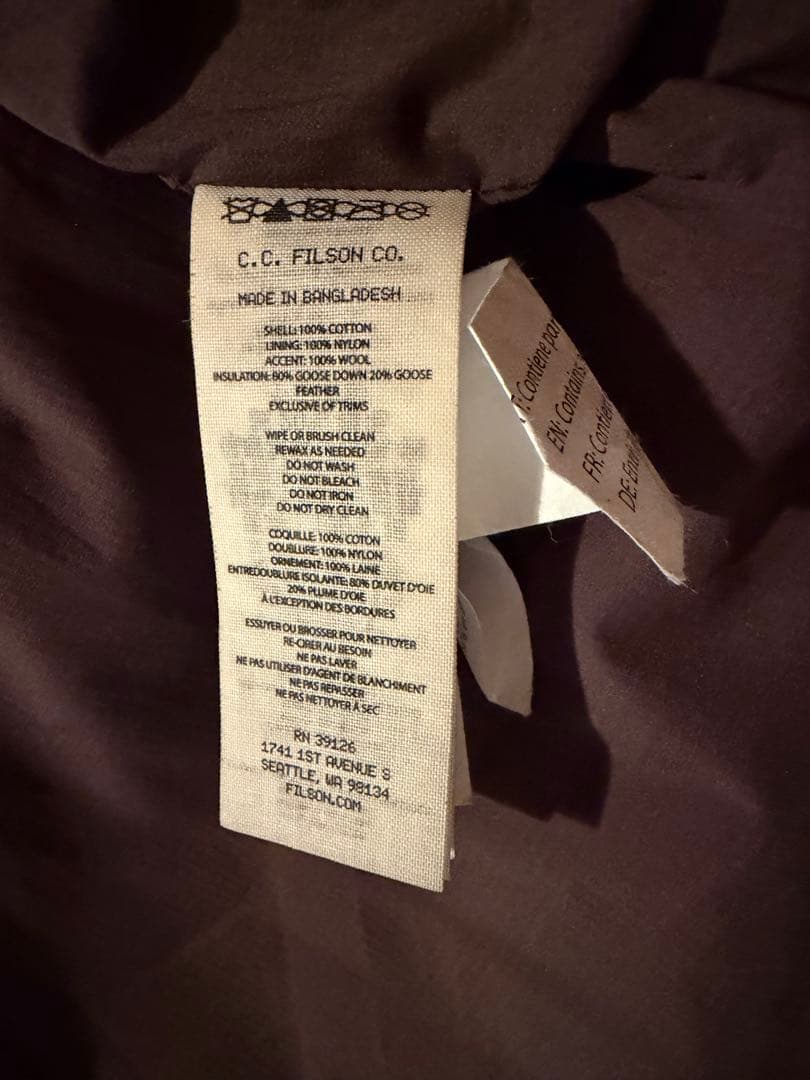 C.C. FILSON CO.
MADE IN BANGLADESH
SHELL: 100% COTTON
LINING: 100% NYLON
ACCENT: 100% WOOL
INSULATION: 80% GOOSE DOWN 20% GOOSE
FEATHER
EXCLUSIVE OF TRIMS
WIPE OR BRUSH CLEAN
REWAX AS NEEDED
DO NOT WASH
DO NOT BLEACH
DO NOT IRON
DO NOT DRY CLEAN
COQUILLE: 100% COTON
DOUBLURE: 100% NYLON
ORNEMENT: 100% LAINE
ENTREDOUBLURE ISOLANTE: 80% DUVET D'OIE
20% PLUME D'OIE
À L'EXCEPTION DES BORDURES
ESSUYER OU BROSSER POUR NETTOYER
RE-CIRER AU BESOIN
NE PAS LAVER
NE PAS UTILISER D'AGENT DE BLANCHIMENT
NE PAS REPASSER
NE PAS NETTOYER À SEC
RN 39126
1741 1ST AVENUE S
SEATTLE, WA 98134
FILSON.COM
: Contiene
EN: Contains
FR: Contien
DE: